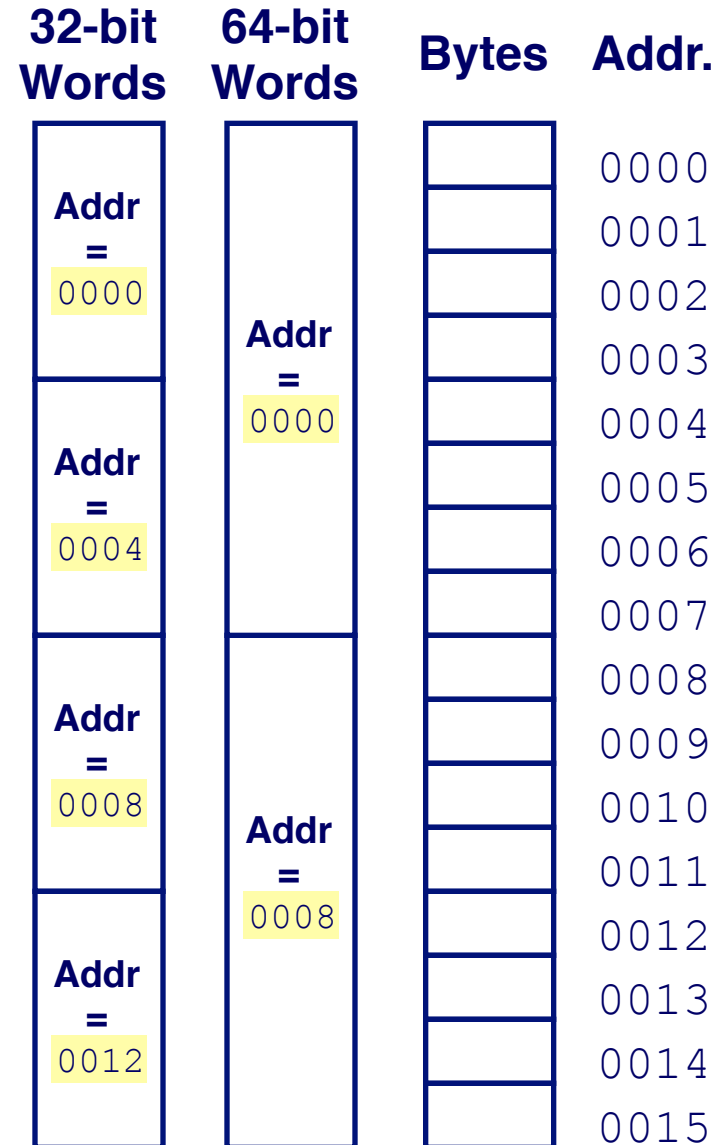 32-bit Words
64-bit Words
Bytes
Addr.
Addr
=
0000
Addr
=
0004
Addr
=
0008
Addr
=
0012
Addr
=
0000
Addr
=
0008
0000
0001
0002
0003
0004
0005
0006
0007
0008
0009
0010
0011
0012
0013
0014
0015